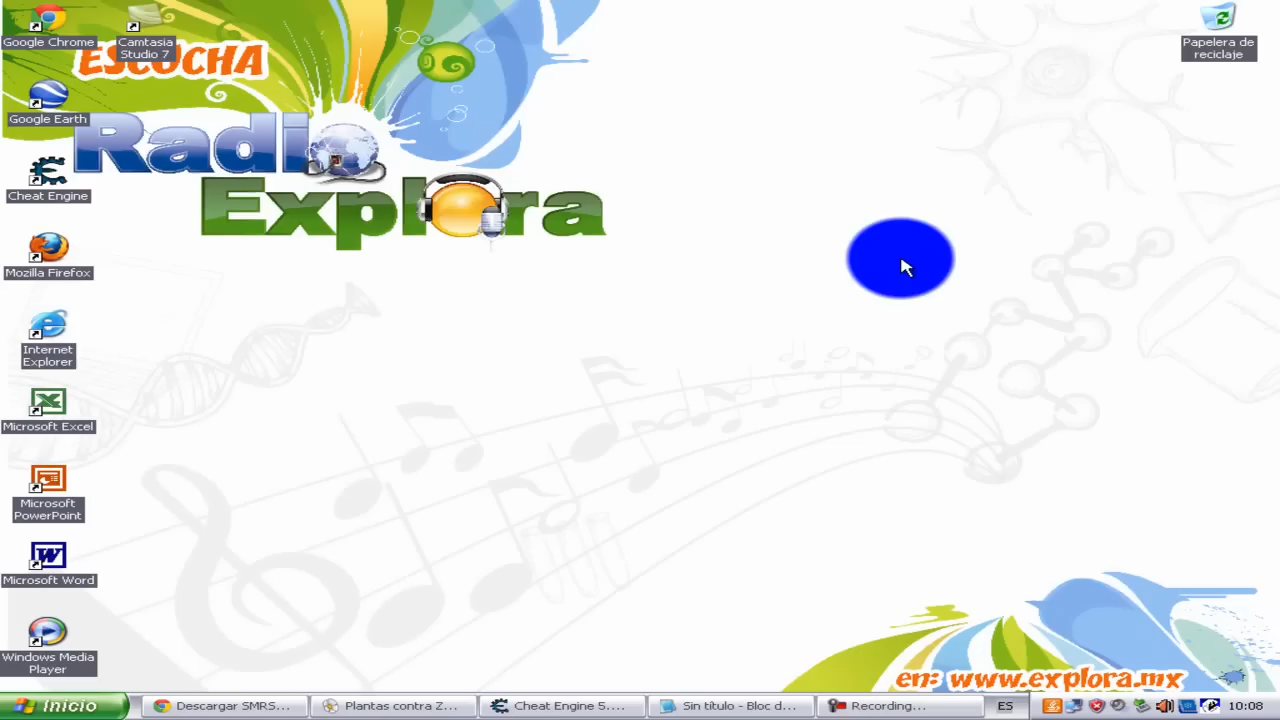 Google Chrome
Camtasia
Studio 7
ESCUCHA
Google Earth
Radio
Explora
Cheat Engine
Mozilla Firefox
Internet
Explorer
Microsoft Excel
Microsoft
PowerPoint
Microsoft Word
Windows Media
Player
Papelera de
reciclaje
en: www.explora.mx
Inicio
Descargar SMRS...
Plantas contra Z...
Cheat Engine 5....
Sin título - Bloc d...
Recording...
ES
10:08